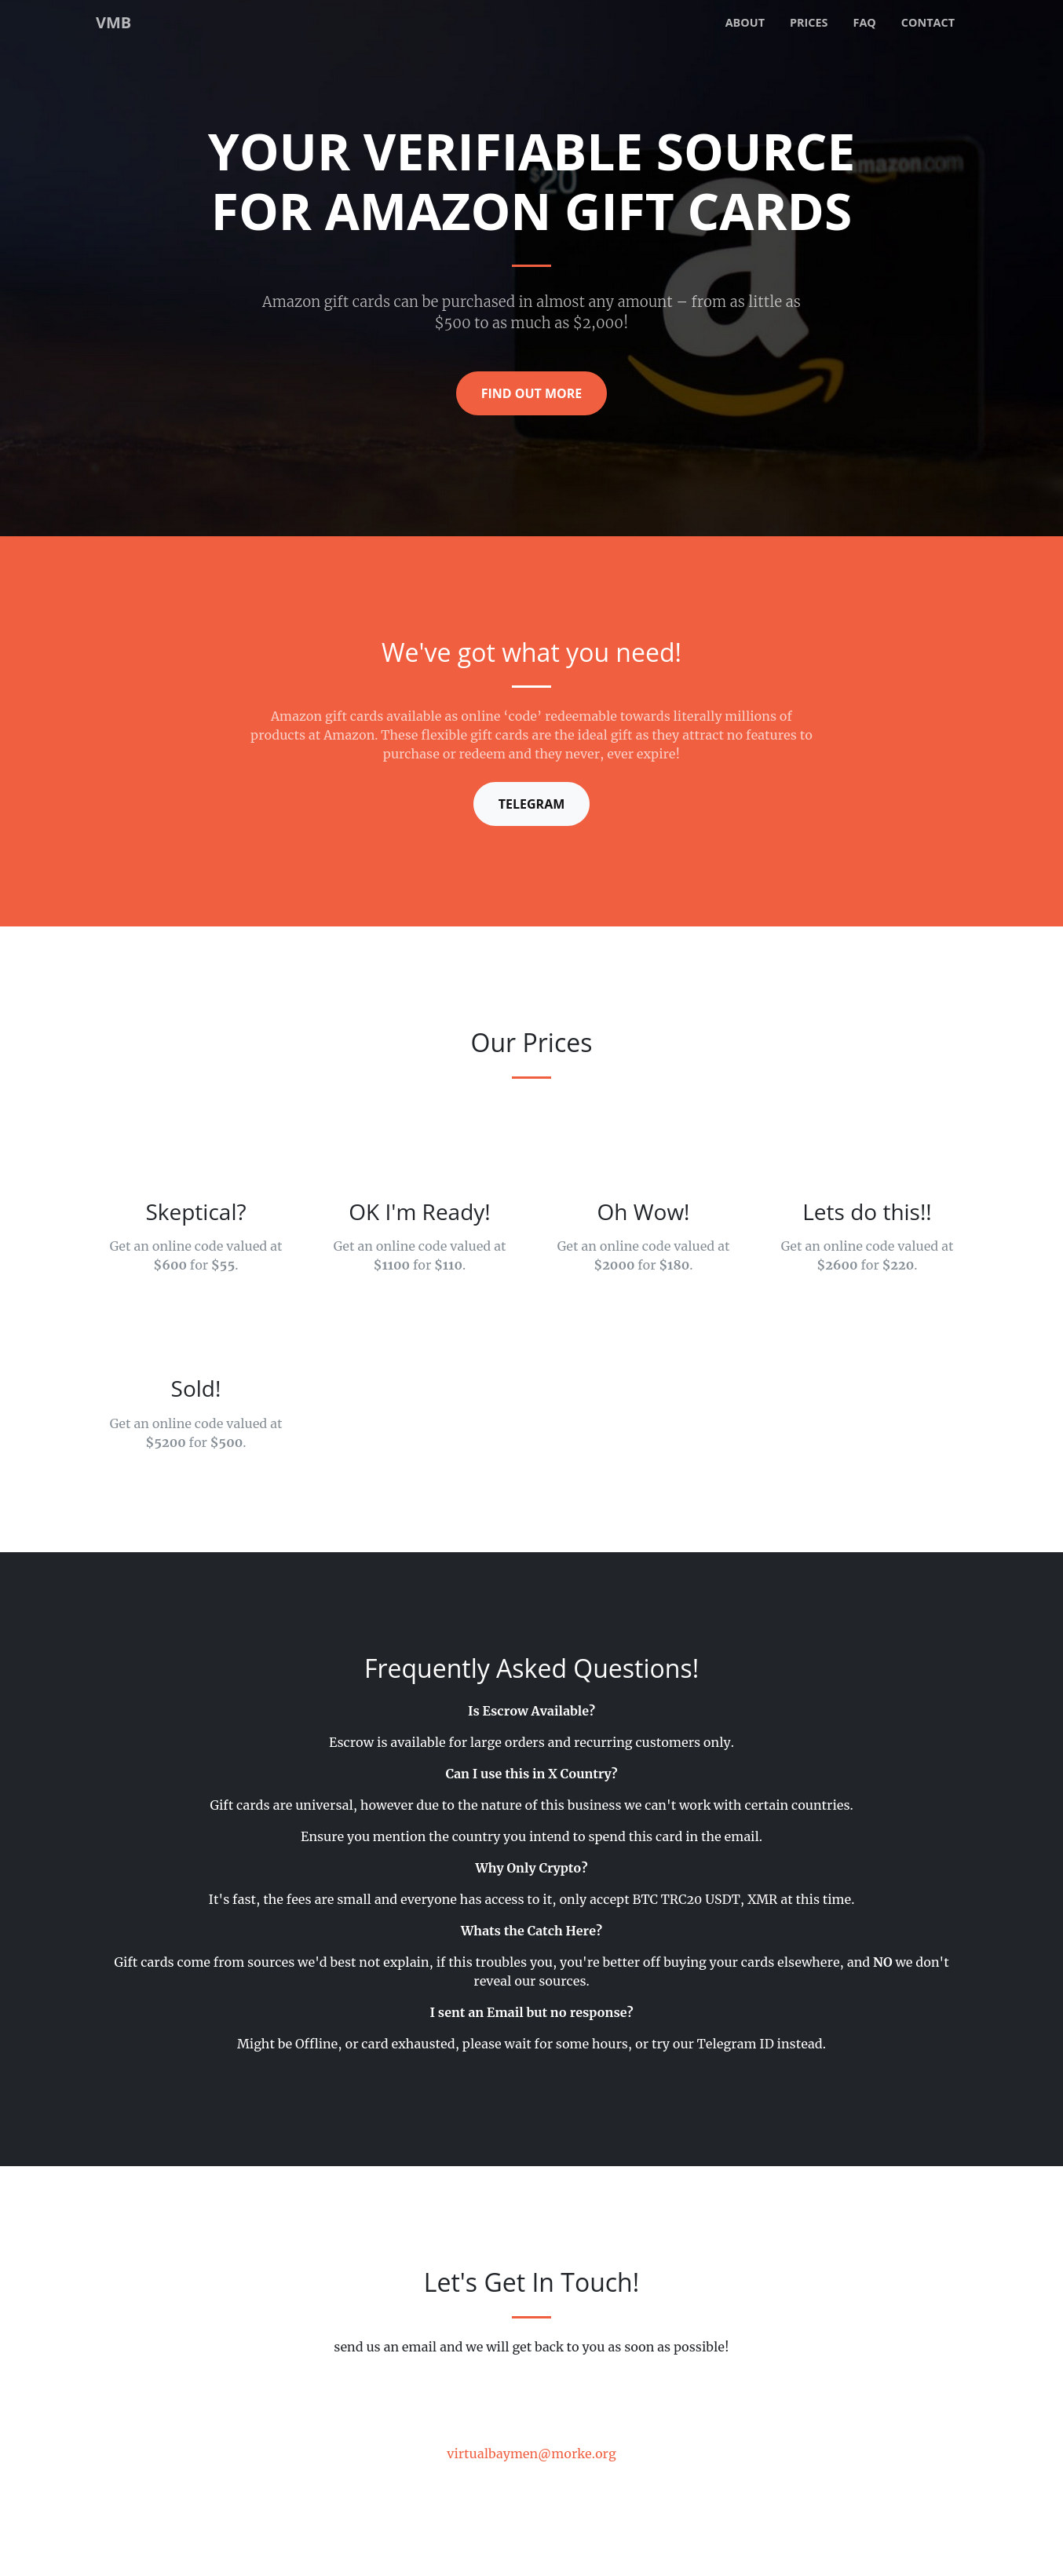 VMB
ABOUT
PRICES
FAQ
CONTACT
YOUR VERIFIABLE SOURCE
FOR AMAZON GIFT CARDS
$20
amazon.com
a
Amazon gift cards can be purchased in almost any amount – from as little as
$500 to as much as $2,000!
FIND OUT MORE
We've got what you need!
Amazon gift cards available as online ‘code’ redeemable towards literally millions of
products at Amazon. These flexible gift cards are the ideal gift as they attract no features to
purchase or redeem and they never, ever expire!
TELEGRAM
Our Prices
Skeptical?
Get an online code valued at
$600 for $55.
OK I'm Ready!
Get an online code valued at
$1100 for $110.
Oh Wow!
Get an online code valued at
$2000 for $180.
Lets do this!!
Get an online code valued at
$2600 for $220.
Sold!
Get an online code valued at
$5200 for $500.
Frequently Asked Questions!
Is Escrow Available?
Escrow is available for large orders and recurring customers only.
Can I use this in X Country?
Gift cards are universal, however due to the nature of this business we can't work with certain countries.
Ensure you mention the country you intend to spend this card in the email.
Why Only Crypto?
It's fast, the fees are small and everyone has access to it, only accept BTC TRC20 USDT, XMR at this time.
Whats the Catch Here?
Gift cards come from sources we'd best not explain, if this troubles you, you're better off buying your cards elsewhere, and NO we don't
reveal our sources.
I sent an Email but no response?
Might be Offline, or card exhausted, please wait for some hours, or try our Telegram ID instead.
Let's Get In Touch!
send us an email and we will get back to you as soon as possible!
virtualbaymen@morke.org